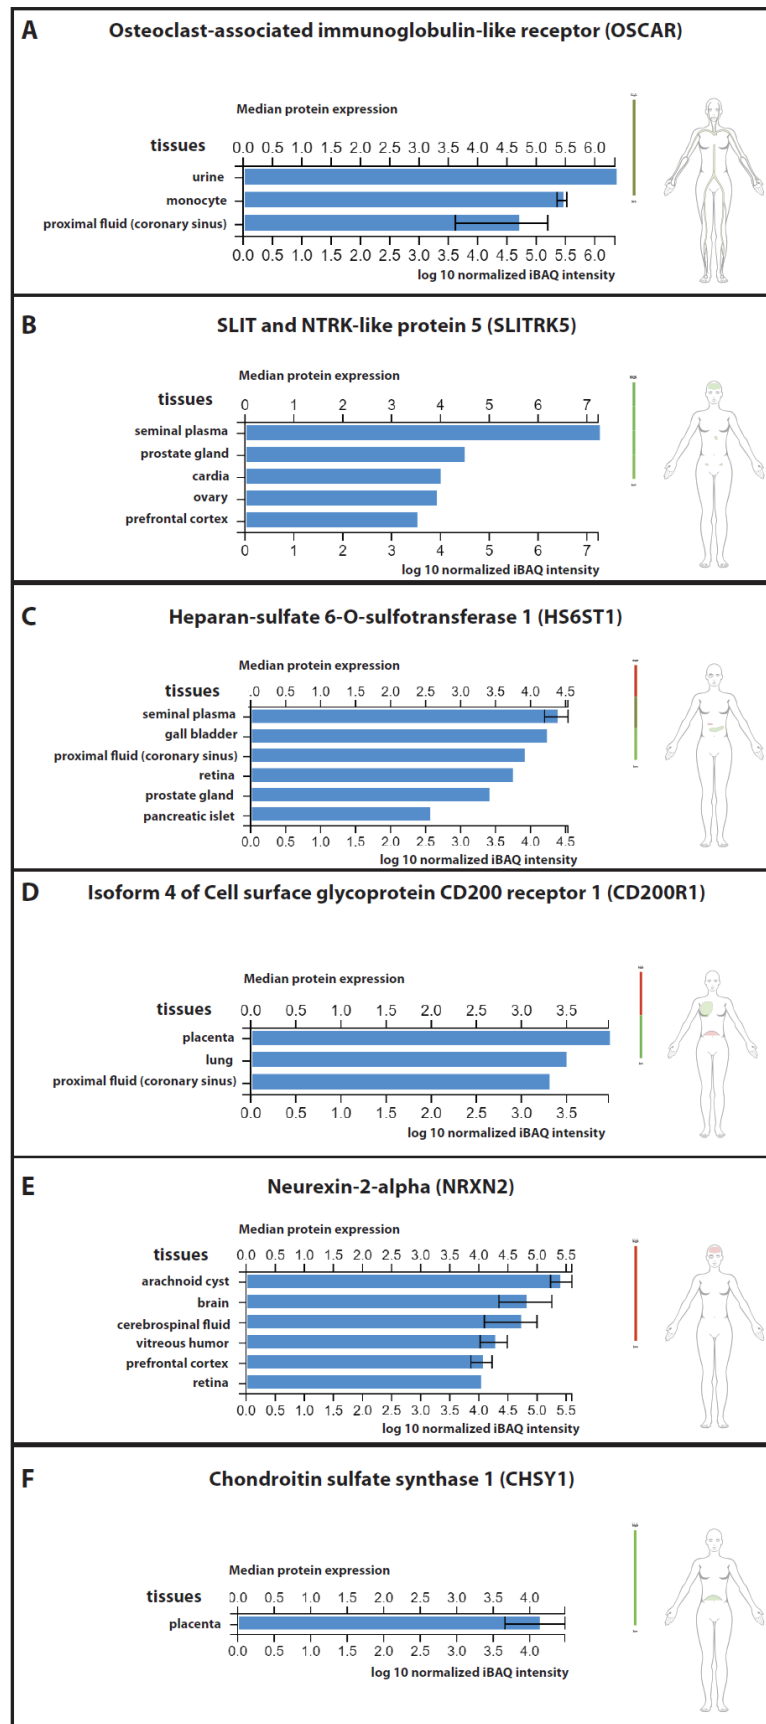 A
Osteoclast-associated immunoglobulin-like receptor (OSCAR)
Median protein expression
tissues
0.0 0.5 1.0 1.5 2.0 2.5 3.0 3.5 4.0 4.5 5.0 5.5 6.0
urine
monocyte
proximal fluid (coronary sinus)
0.0 0.5 1.0 1.5 2.0 2.5 3.0 3.5 4.0 4.5 5.0 5.5 6.0
log 10 normalized iBAQ intensity
B
SLIT and NTRK-like protein 5 (SLITRK5)
Median protein expression
tissues
0 1 2 3 4 5 6 7
seminal plasma
prostate gland
cardia
ovary
prefrontal cortex
0 1 2 3 4 5 6 7
log 10 normalized iBAQ intensity
C
Heparan-sulfate 6-O-sulfotransferase 1 (HS6ST1)
Median protein expression
tissues
.0 0.5 1.0 1.5 2.0 2.5 3.0 3.5 4.0 4.5
seminal plasma
gall bladder
proximal fluid (coronary sinus)
retina
prostate gland
pancreatic islet
0.0 0.5 1.0 1.5 2.0 2.5 3.0 3.5 4.0 4.5
log 10 normalized iBAQ intensity
D
Isoform 4 of Cell surface glycoprotein CD200 receptor 1 (CD200R1)
Median protein expression
tissues
0.0 0.5 1.0 1.5 2.0 2.5 3.0 3.5
placenta
lung
proximal fluid (coronary sinus)
0.0 0.5 1.0 1.5 2.0 2.5 3.0 3.5
log 10 normalized iBAQ intensity
E
Neurexin-2-alpha (NRXN2)
Median protein expression
tissues
0.0 0.5 1.0 1.5 2.0 2.5 3.0 3.5 4.0 4.5 5.0 5.5
arachnoid cyst
brain
cerebrospinal fluid
vitreous humor
prefrontal cortex
retina
0.0 0.5 1.0 1.5 2.0 2.5 3.0 3.5 4.0 4.5 5.0 5.5
log 10 normalized iBAQ intensity
F
Chondroitin sulfate synthase 1 (CHSY1)
Median protein expression
tissues
0.0 0.5 1.0 1.5 2.0 2.5 3.0 3.5 4.0
placenta
0.0 0.5 1.0 1.5 2.0 2.5 3.0 3.5 4.0
log 10 normalized iBAQ intensity